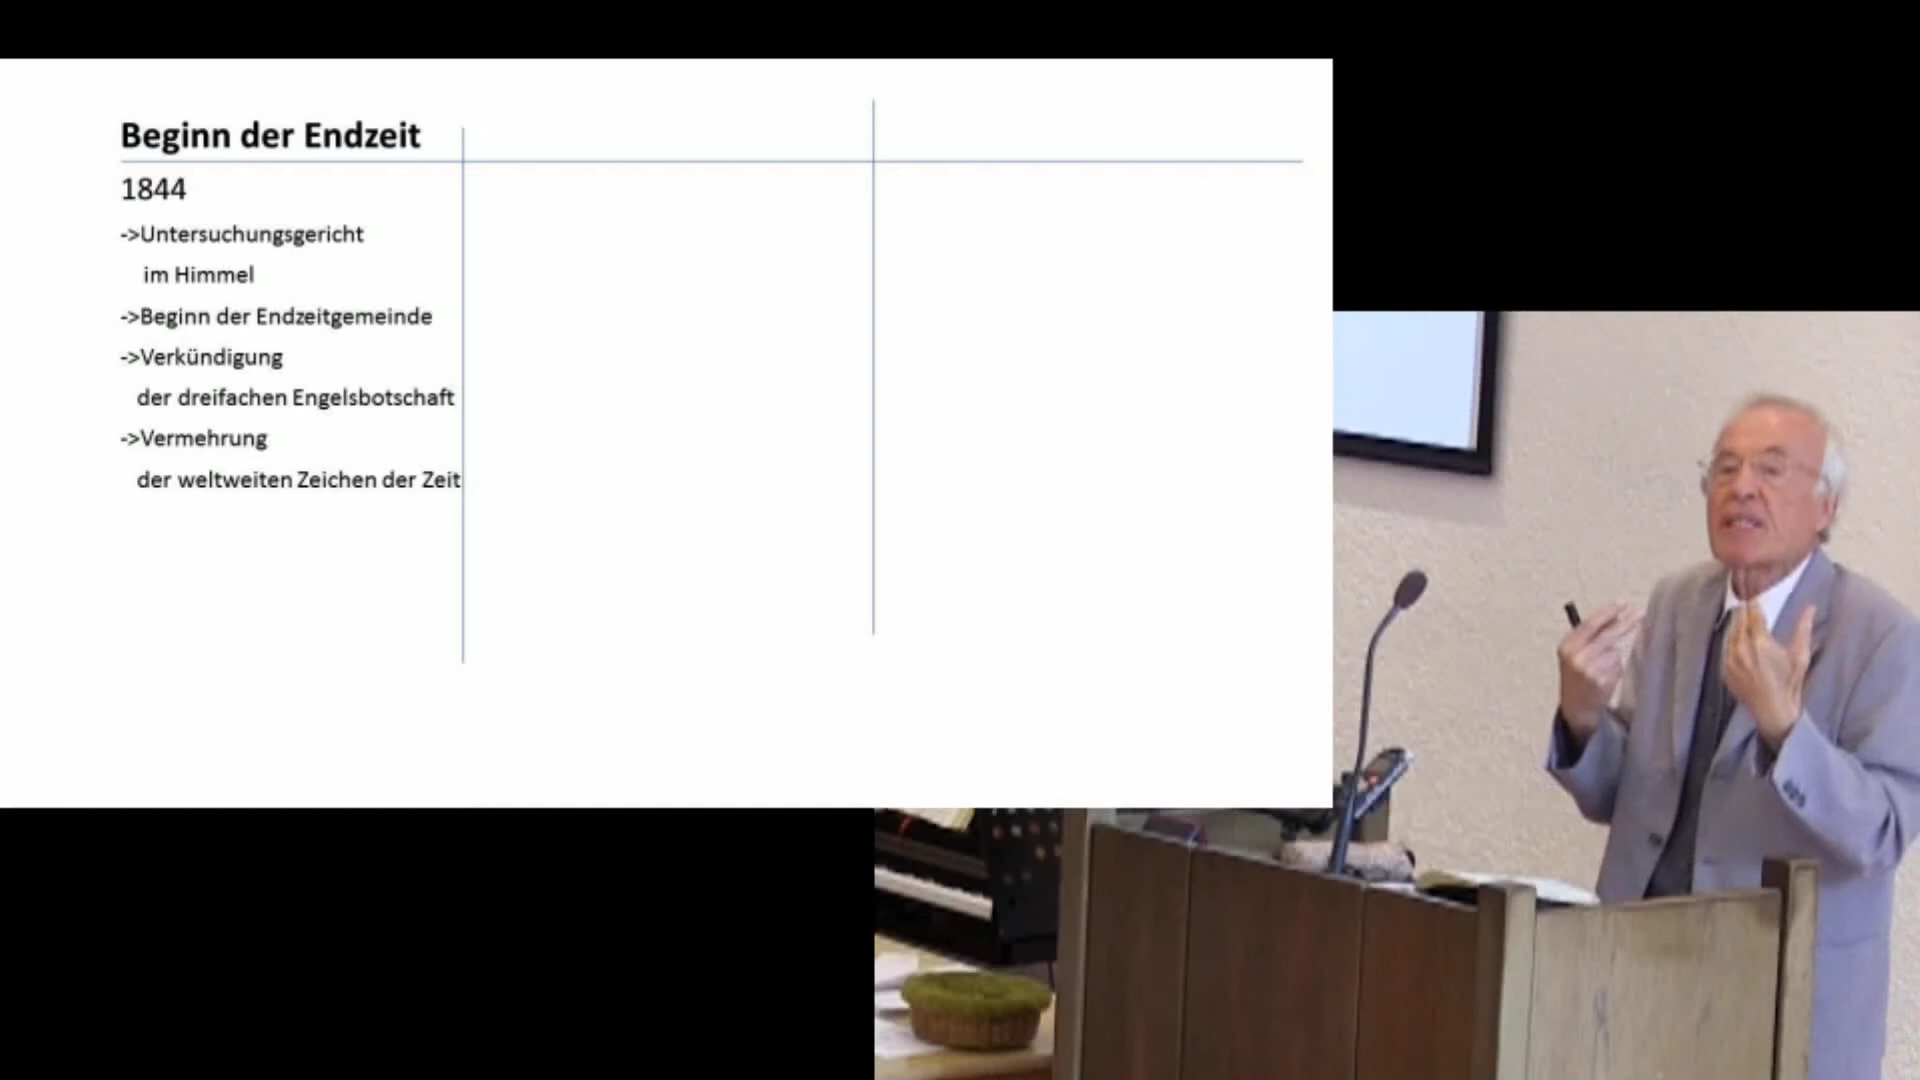 Beginn der Endzeit
1844
->Untersuchungsgericht
im Himmel
->Beginn der Endzeitgemeinde
->Verkündigung
der dreifachen Engelsbotschaft
->Vermehrung
der weltweiten Zeichen der Zeit